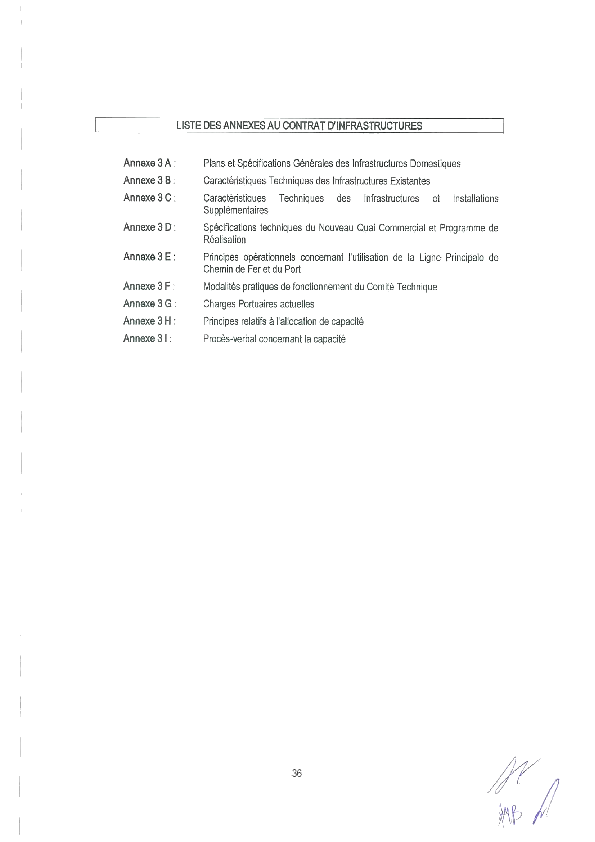 LISTE DES ANNEXES AU CONTRAT D'INFRASTRUCTURES
Annexe 3 A : Plans et Spécifications Générales des Infrastructures Domestiques
Annexe 3 B : Caractéristiques Techniques des Infrastructures Existantes
Annexe 3 C : Caractéristiques Techniques des Infrastructures et Installations
Supplémentaires
Annexe 3 D : Spécifications techniques du Nouveau Quai Commercial et Programme de
Réalisation
Annexe 3 E : Principes opérationnels concernant l'utilisation de la Ligne Principale de
Chemin de Fer et du Port
Annexe 3 F : Modalités pratiques de fonctionnement du Comité Technique
Annexe 3 G : Charges Portuaires actuelles
Annexe 3 H : Principes relatifs à l'allocation de capacité
Annexe 3 I : Procès-verbal concernant la capacité
36
AMB